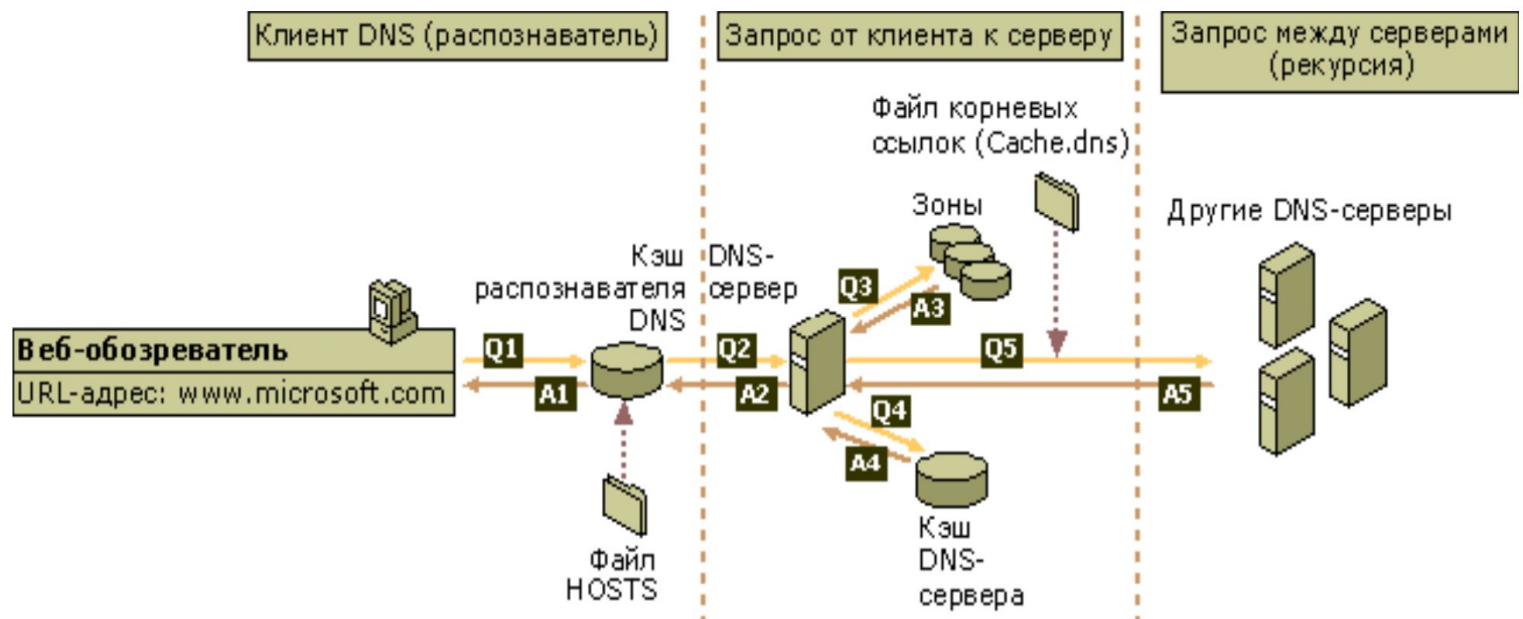 Клиент DNS (распознаватель)
Запрос от клиента к серверу
Запрос между серверами
(рекурсия)
Файл корневых
ссылок (Cache.dns)
Зоны
Другие DNS-серверы
Кэш
распознавателя
DNS
DNS-
сервер
Q3
A3
Веб-обозреватель
URL-адрес: www.microsoft.com
Q1
A1
Q2
A2
Q5
A5
Q4
A4
Файл
HOSTS
Кэш
DNS-
сервера